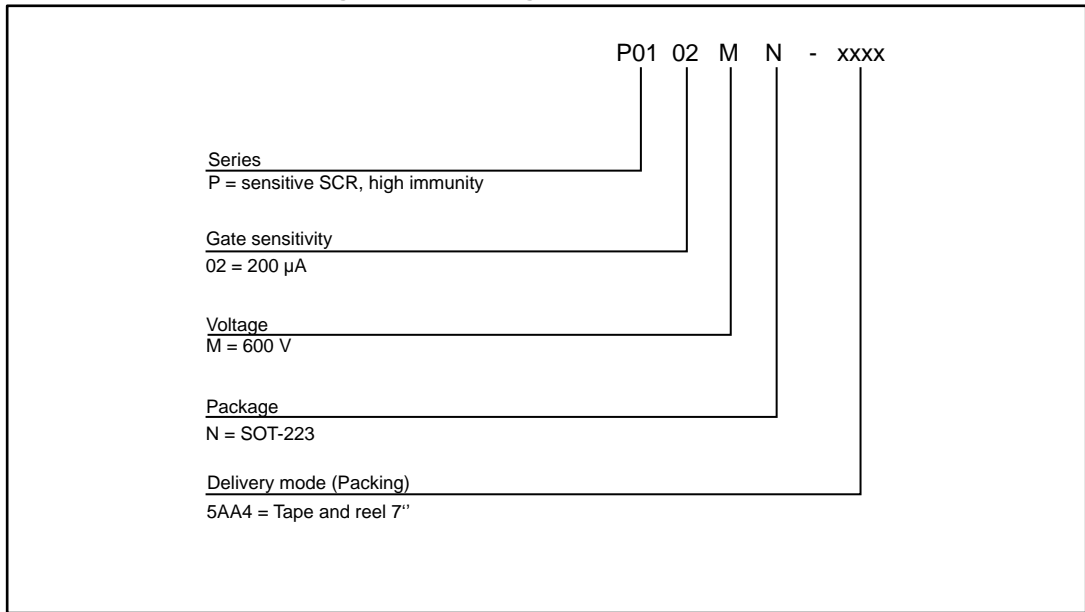 P01 02 M N - xxxx
Series
P = sensitive SCR, high immunity
Gate sensitivity
02 = 200 µA
Voltage
M = 600 V
Package
N = SOT-223
Delivery mode (Packing)
5AA4 = Tape and reel 7‘’